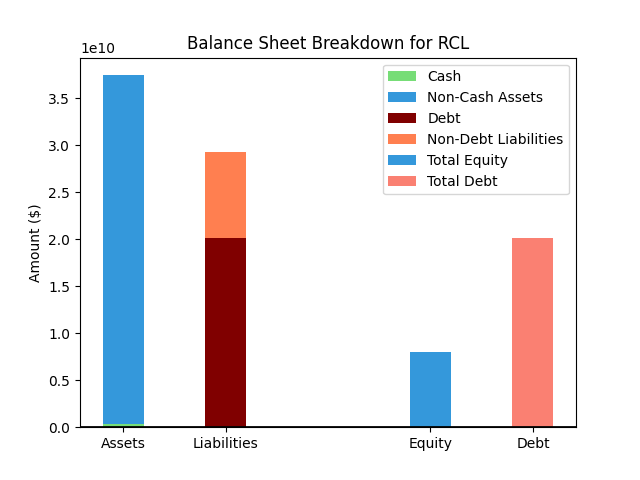 Balance Sheet Breakdown for RCL
1e10
Cash
Non-Cash Assets
Debt
Non-Debt Liabilities
Total Equity
Total Debt
Amount ($)
3.5
3.0
2.5
2.0
1.5
1.0
0.5
0.0
Assets Liabilities Equity Debt